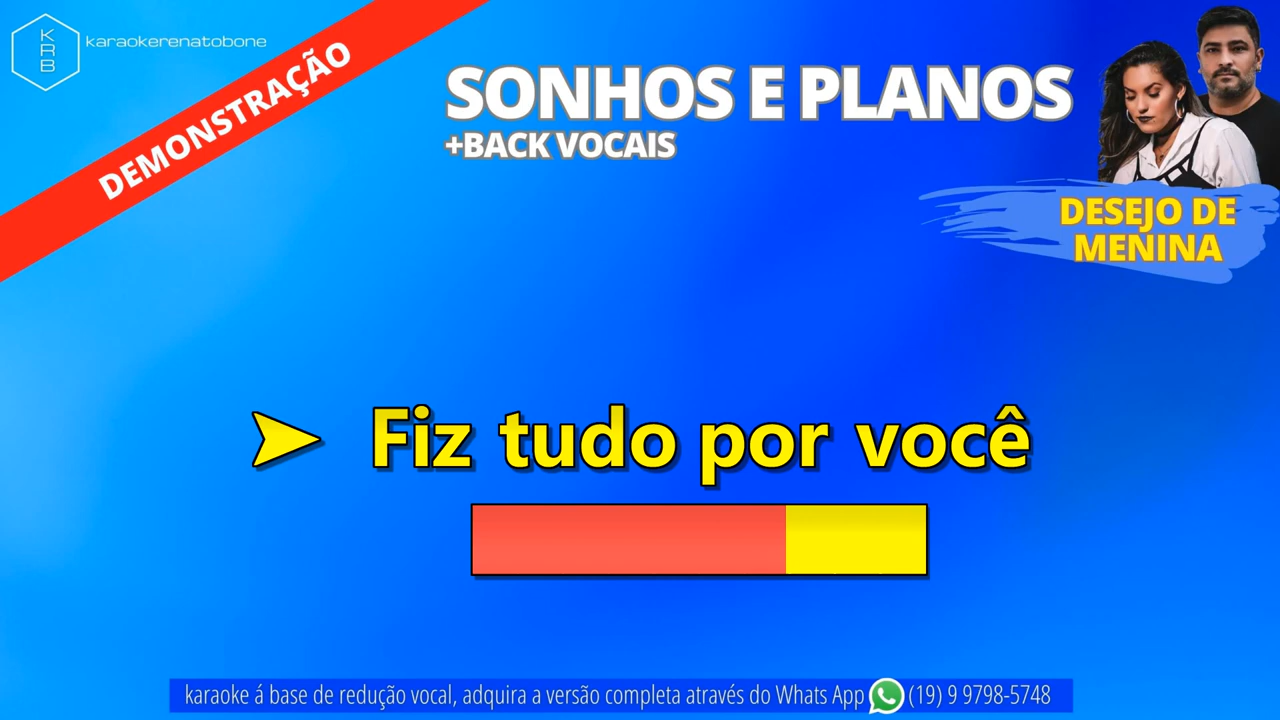 KRB
karaokerenatobone
DEMONSTRAÇÃO
SONHOS E PLANOS
+BACK VOCAIS
DESEJO DE
MENINA
➤ Fiz tudo por você
karaoke á base de redução vocal, adquira a versão completa através do Whats App (19) 9 9798-5748